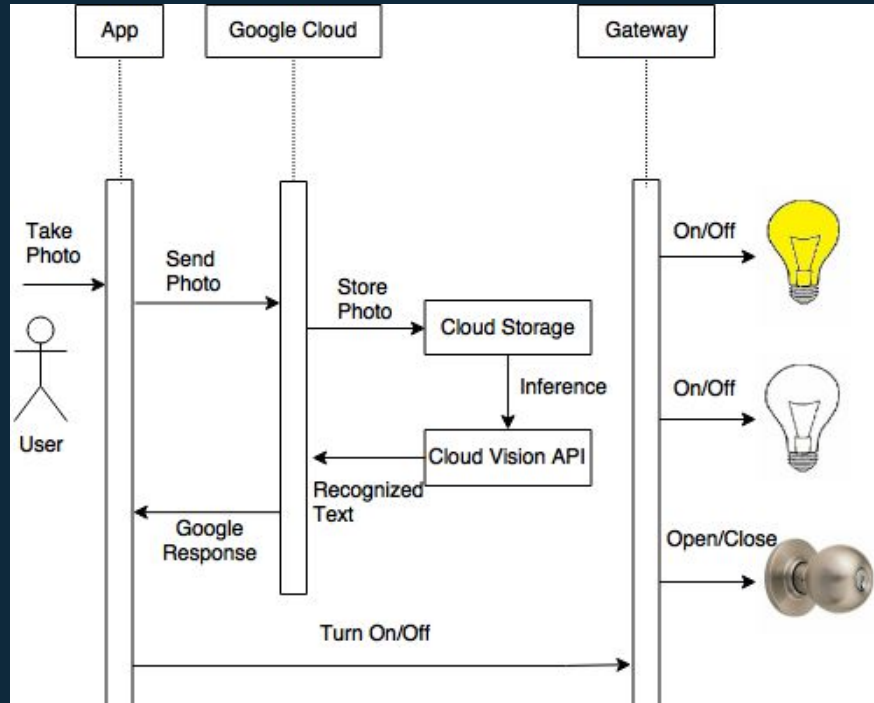 App
Google Cloud
Gateway
Take
Photo
Send
Photo
Store
Photo
On/Off
Cloud Storage
User
Inference
On/Off
Cloud Vision API
Recognized
Text
Google
Response
Open/Close
Turn On/Off